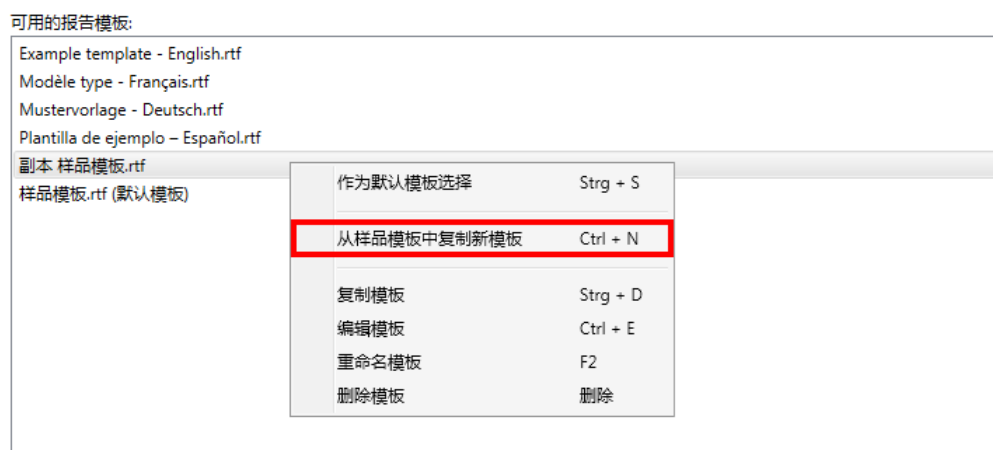 可用的报告模板:
Example template - English.rtf
Modèle type - Français.rtf
Mustervorlage - Deutsch.rtf
Plantilla de ejemplo – Español.rtf
副本 样品模板.rtf
样品模板.rtf (默认模板)
作为默认模板选择 Strg + S
从样品模板中复制新模板 Ctrl + N
复制模板 Strg + D
编辑模板 Ctrl + E
重命名模板 F2
删除模板 删除